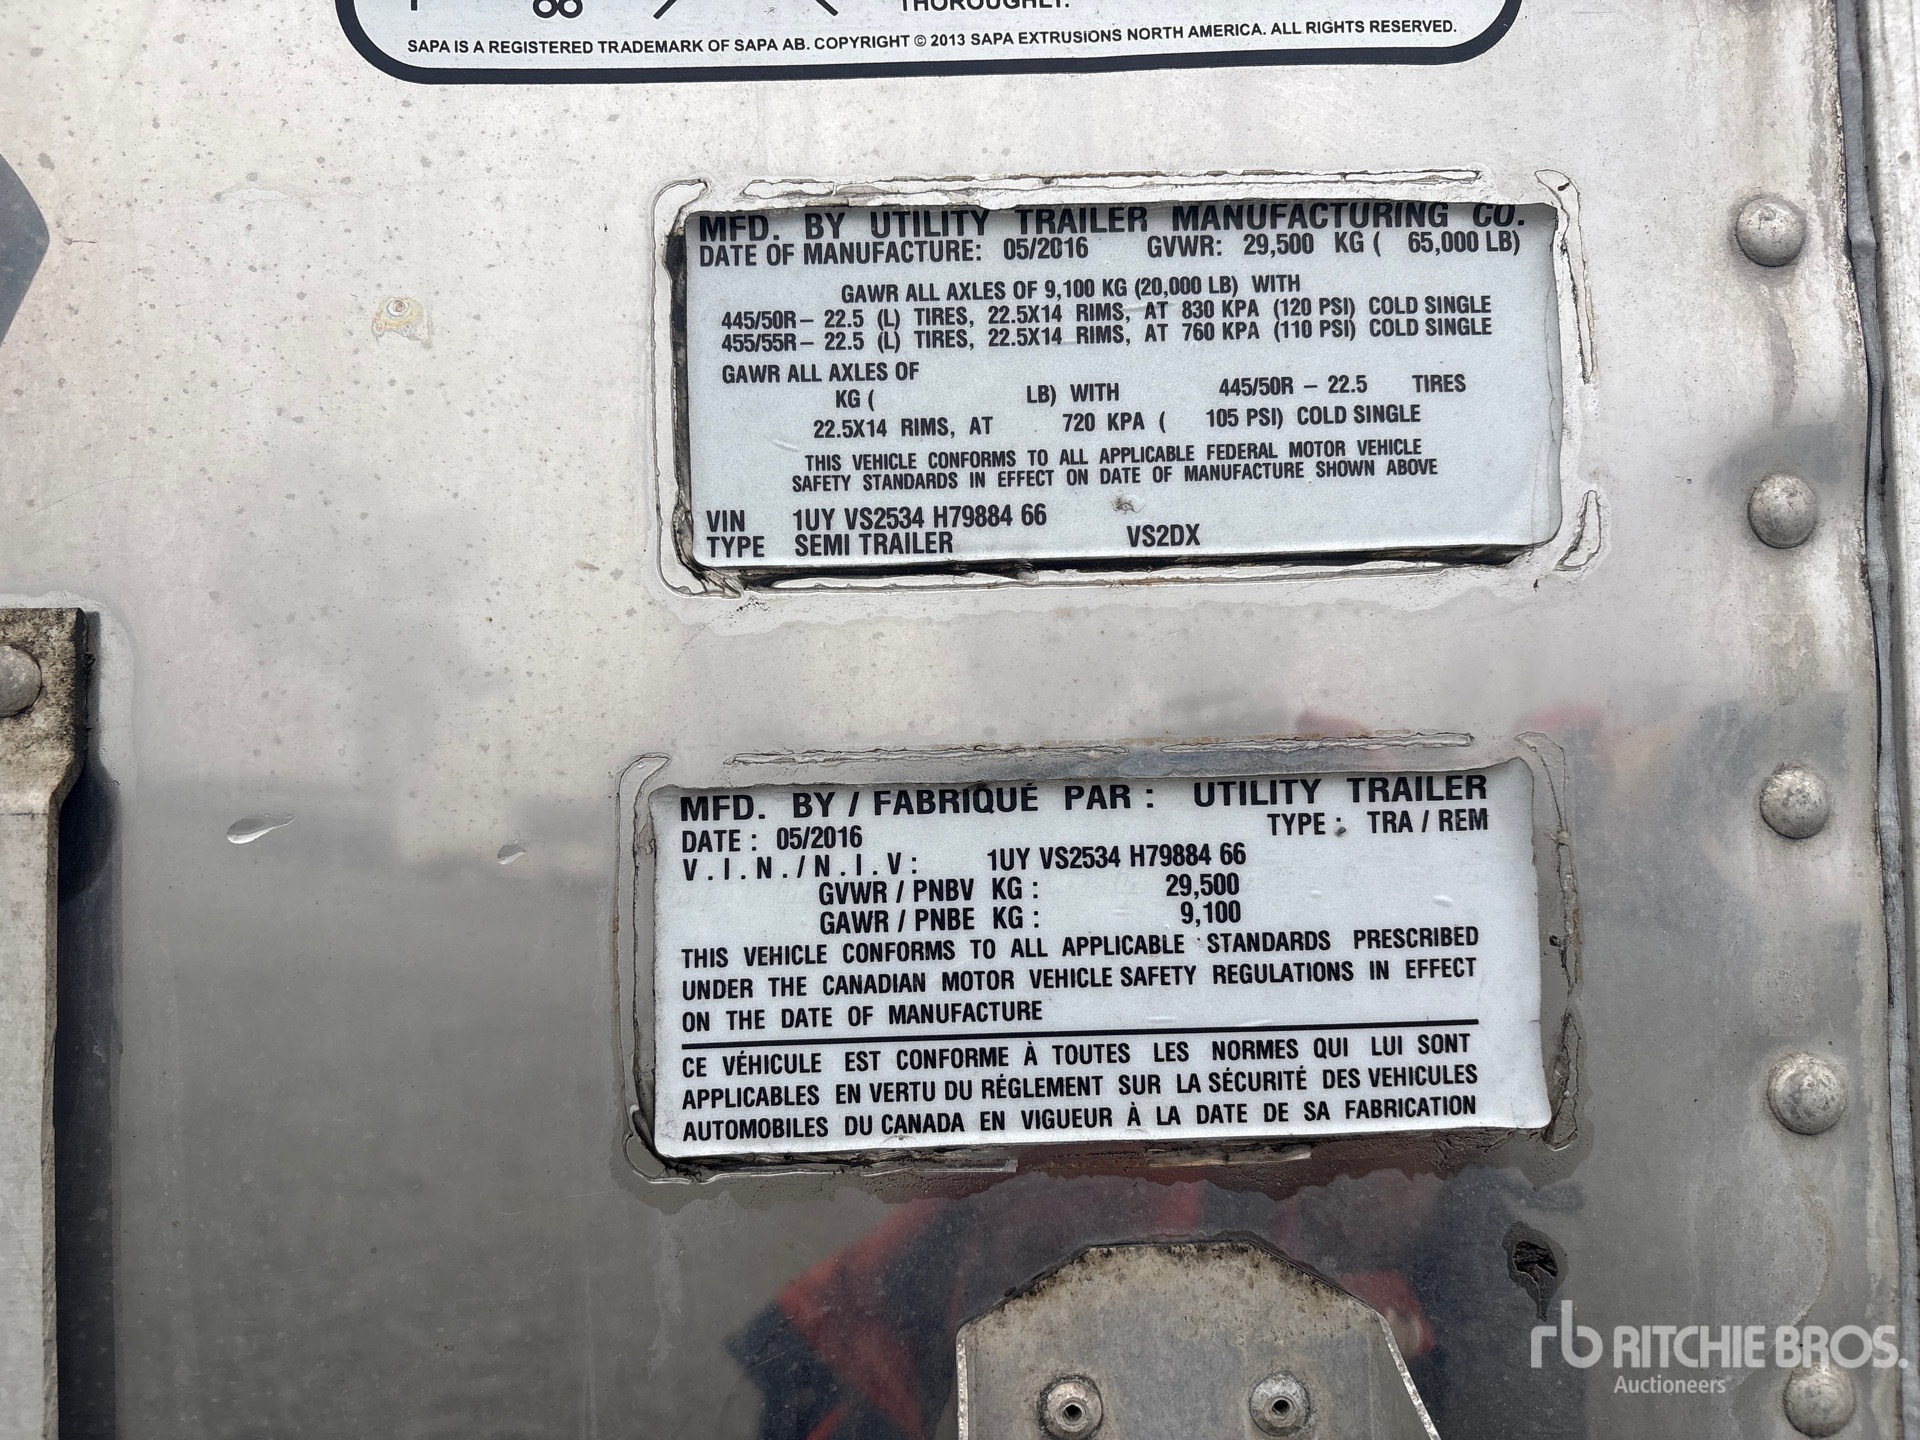 THOROUGHLY.
SAPA IS A REGISTERED TRADEMARK OF SAPA AB. COPYRIGHT © 2013 SAPA EXTRUSIONS NORTH AMERICA. ALL RIGHTS RESERVED.
MFD. BY UTILITY TRAILER MANUFACTURING CO.
DATE OF MANUFACTURE: 05/2016 GVWR: 29,500 KG ( 65,000 LB)
GAWR ALL AXLES OF 9,100 KG (20,000 LB) WITH
445/50R – 22.5 (L) TIRES, 22.5X14 RIMS, AT 830 KPA (120 PSI) COLD SINGLE
455/55R – 22.5 (L) TIRES, 22.5X14 RIMS, AT 760 KPA (110 PSI) COLD SINGLE
GAWR ALL AXLES OF
KG ( LB) WITH 445/50R – 22.5 TIRES
22.5X14 RIMS, AT 720 KPA ( 105 PSI) COLD SINGLE
THIS VEHICLE CONFORMS TO ALL APPLICABLE FEDERAL MOTOR VEHICLE
SAFETY STANDARDS IN EFFECT ON DATE OF MANUFACTURE SHOWN ABOVE
VIN 1UY VS2534 H79884 66
TYPE SEMI TRAILER VS2DX
MFD. BY / FABRIQUÉ PAR : UTILITY TRAILER
DATE : 05/2016 TYPE : TRA / REM
V.I.N./N.I.V: 1UY VS2534 H79884 66
GVWR / PNBV KG : 29,500
GAWR / PNBE KG : 9,100
THIS VEHICLE CONFORMS TO ALL APPLICABLE STANDARDS PRESCRIBED
UNDER THE CANADIAN MOTOR VEHICLE SAFETY REGULATIONS IN EFFECT
ON THE DATE OF MANUFACTURE
CE VÉHICULE EST CONFORME À TOUTES LES NORMES QUI LUI SONT
APPLICABLES EN VERTU DU RÉGLEMENT SUR LA SÉCURITÉ DES VEHICULES
AUTOMOBILES DU CANADA EN VIGUEUR À LA DATE DE SA FABRICATION
rb RITCHIE BROS.
Auctioneers